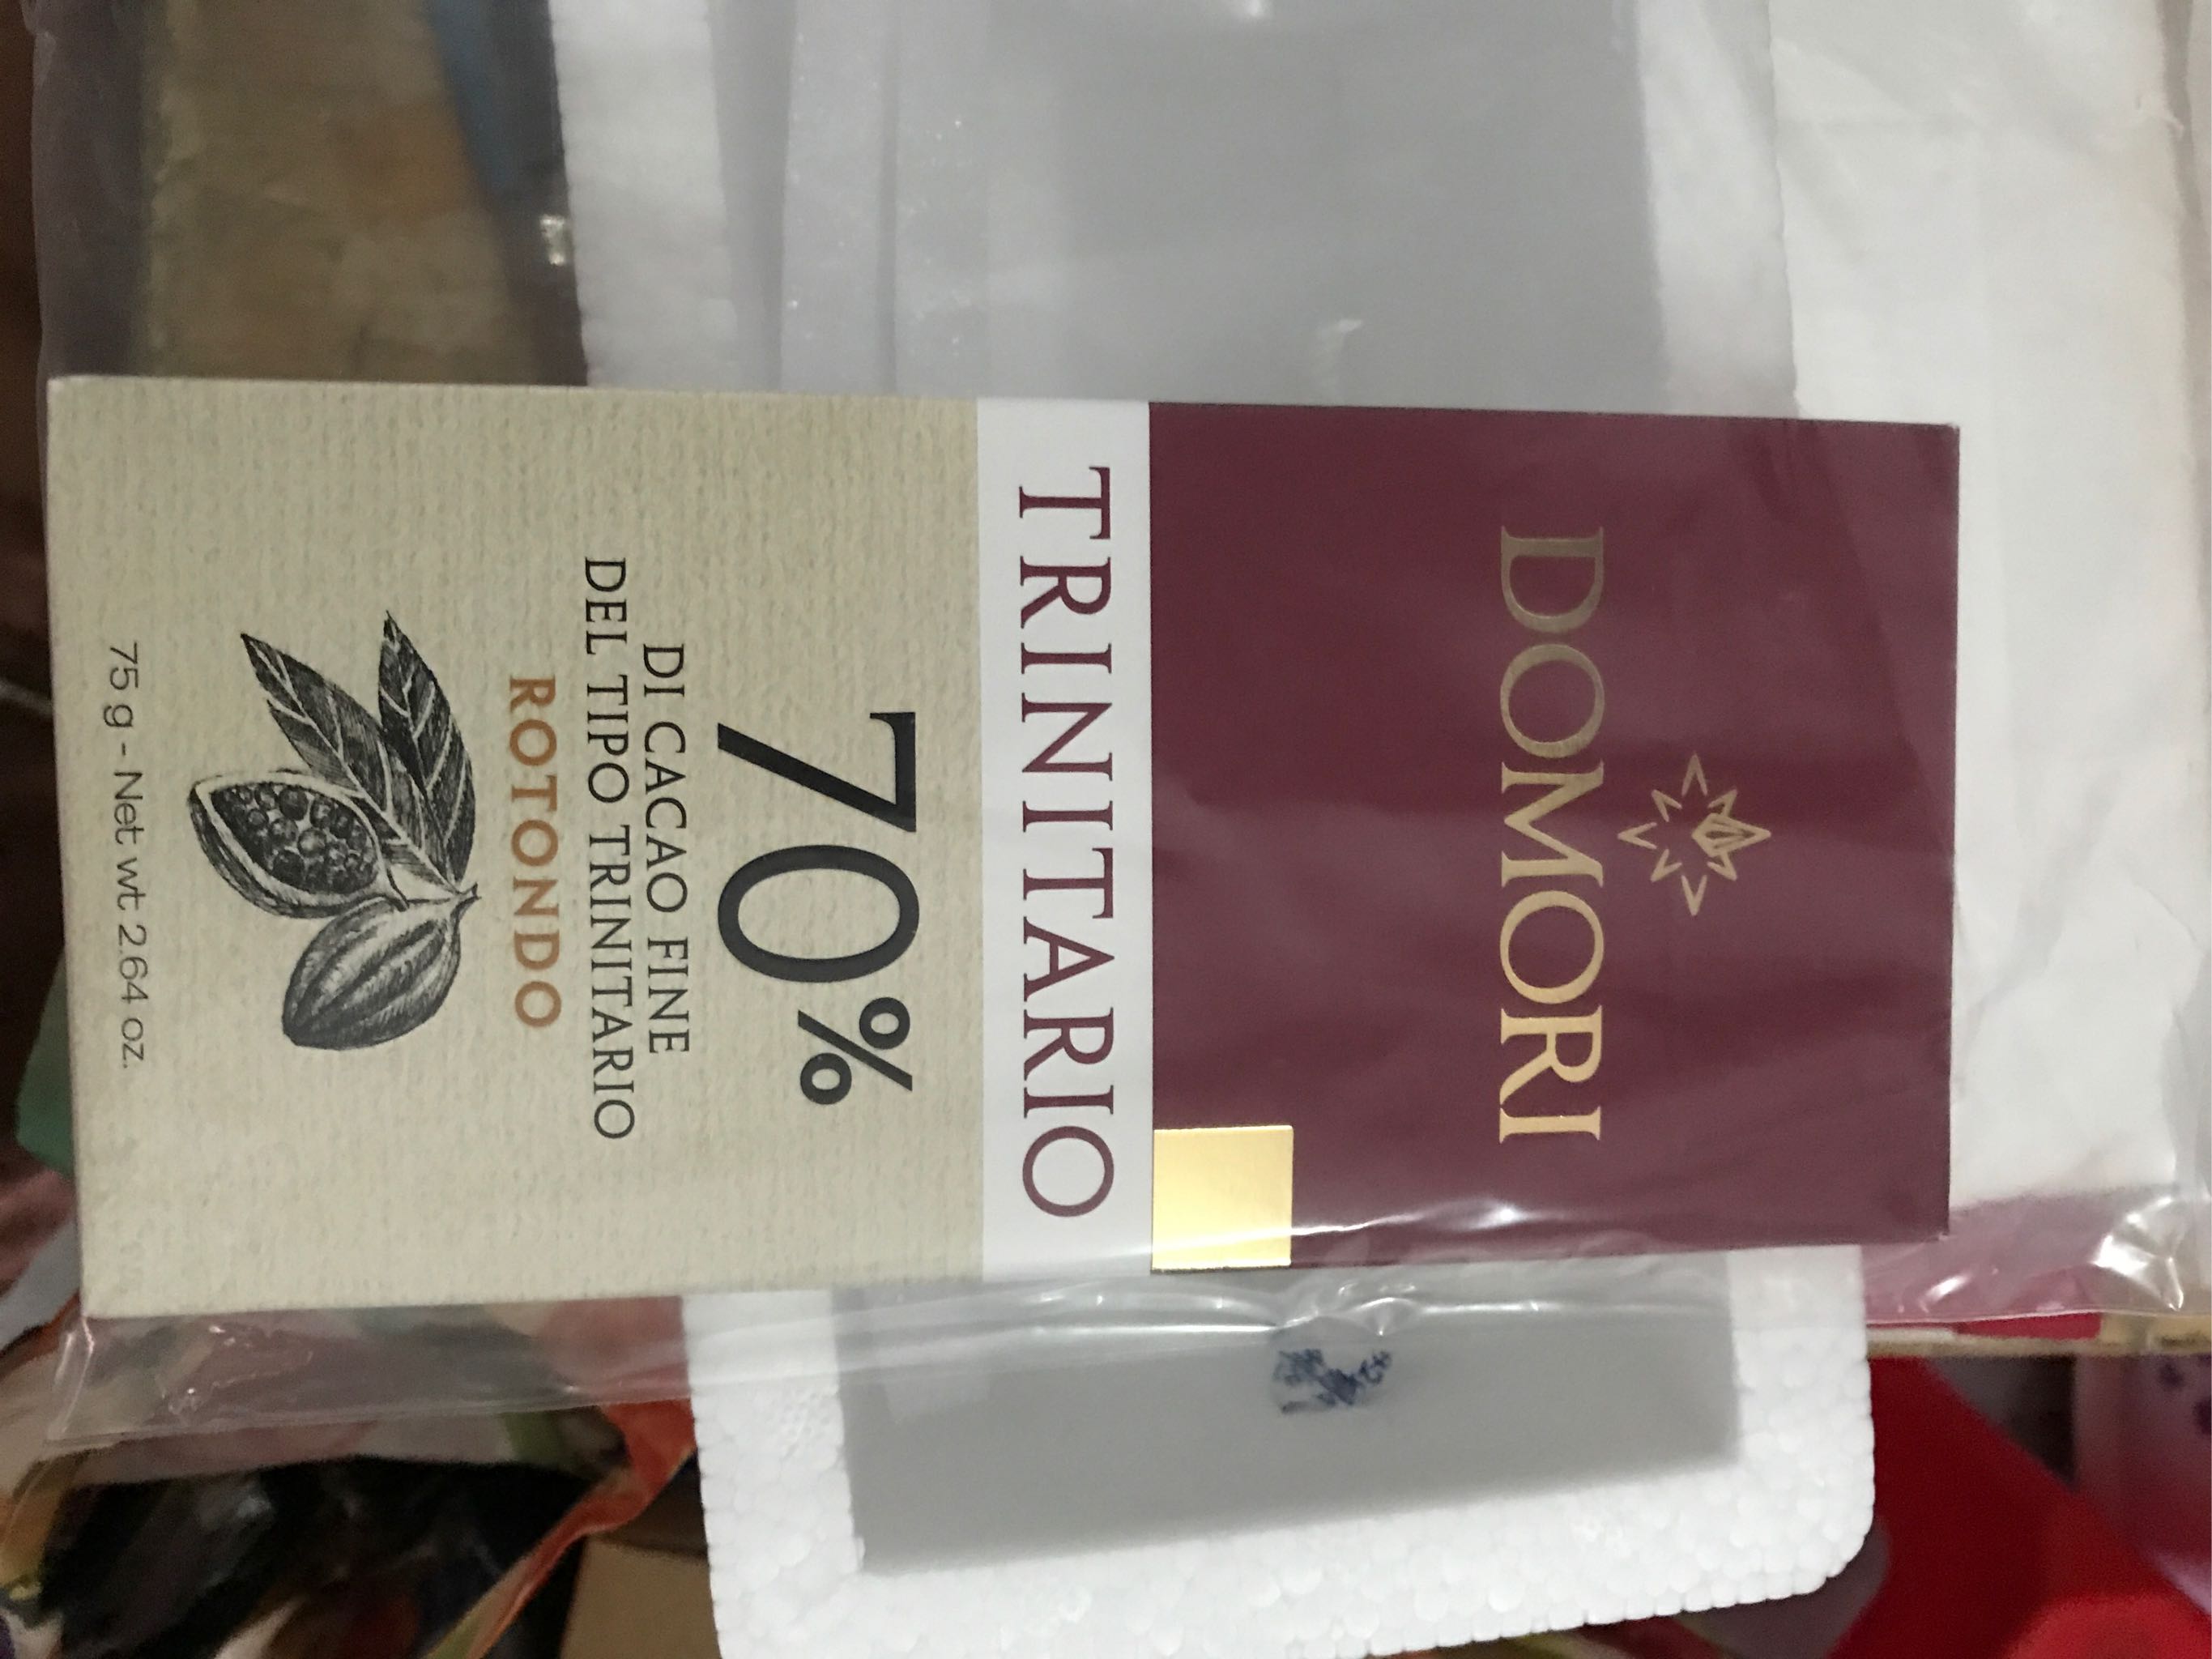 DOMORI
TRINITARIO
70%
DI CACAO FINE
DEL TIPO TRINITARIO
ROTONDO
75 g - Net wt 2.64 oz.